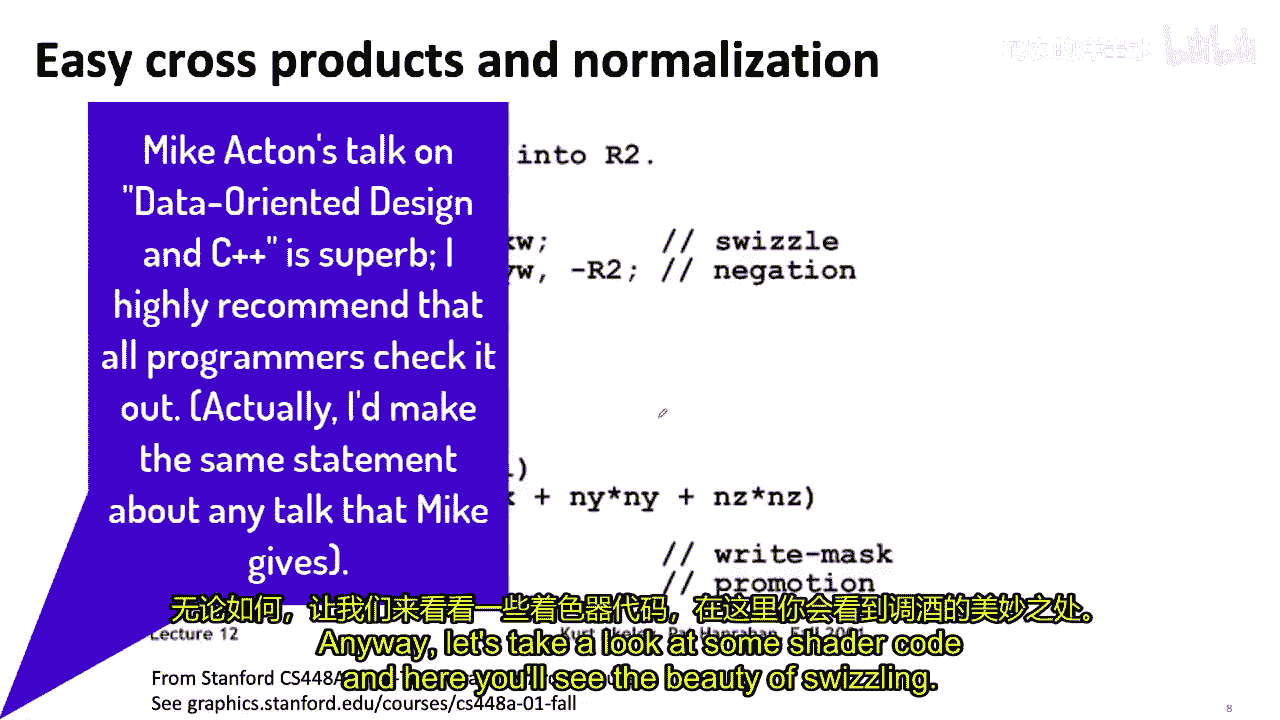 Easy cross products and normalization
bilibili
Mike Acton's talk on
"Data-Oriented Design
and C++" is superb; I
highly recommend that
all programmers check it
out. (Actually, I'd make
the same statement
about any talk that Mike
gives).
into R2.
// swizzle
yw, -R2; // negation
+ ny*ny + nz*nz)
// write-mask
// promotion
无论如何，让我们来看看一些着色器代码，在这里你会看到调酒的美妙之处。
Lecture 12
Anyway, let's take a look at some shader code
and here you'll see the beauty of swizzling.
From Stanford CS448A
See graphics.stanford.edu/courses/cs448a-01-fall
8